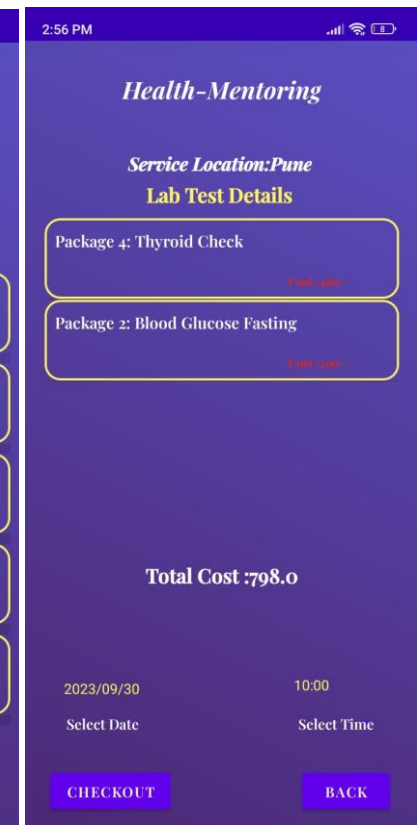 2:56 PM
8
Health-Mentoring
Service Location:Pune
Lab Test Details
Package 4: Thyroid Check
Package 2: Blood Glucose Fasting
Total Cost :798.0
2023/09/30 10:00
Select Date Select Time
CHECKOUT BACK